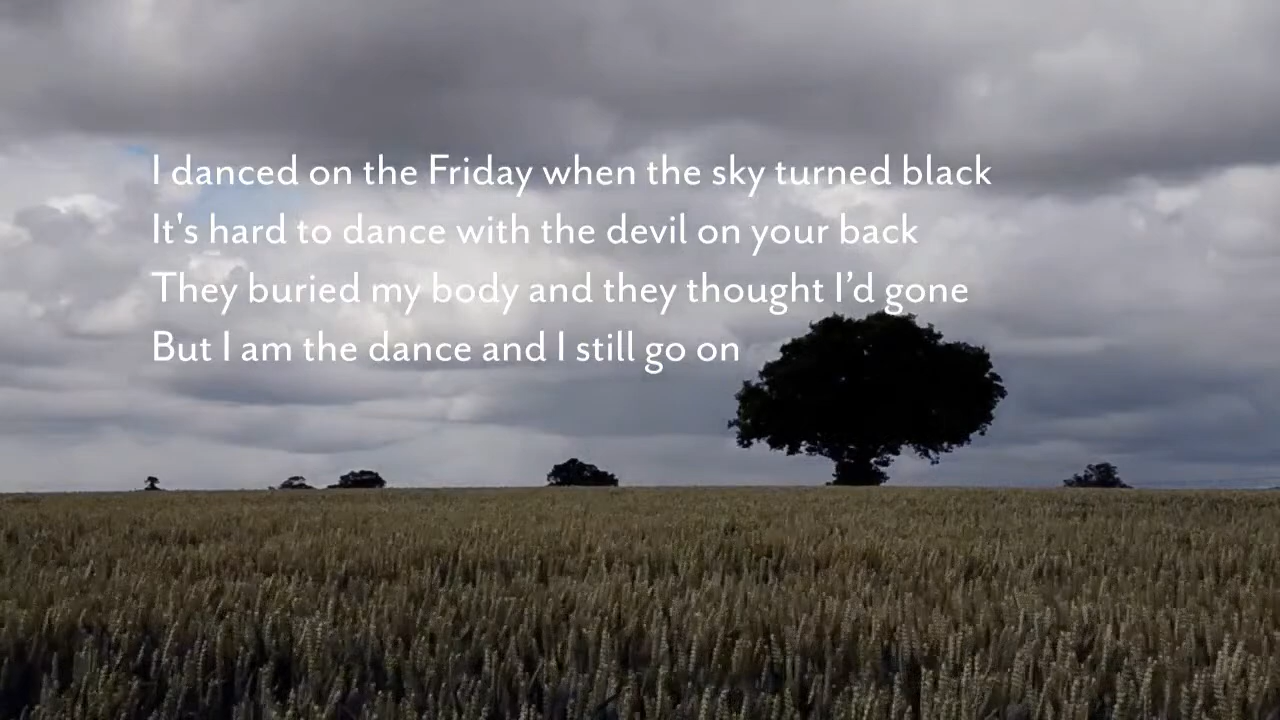 I danced on the Friday when the sky turned black
It's hard to dance with the devil on your back
They buried my body and they thought I’d gone
But I am the dance and I still go on